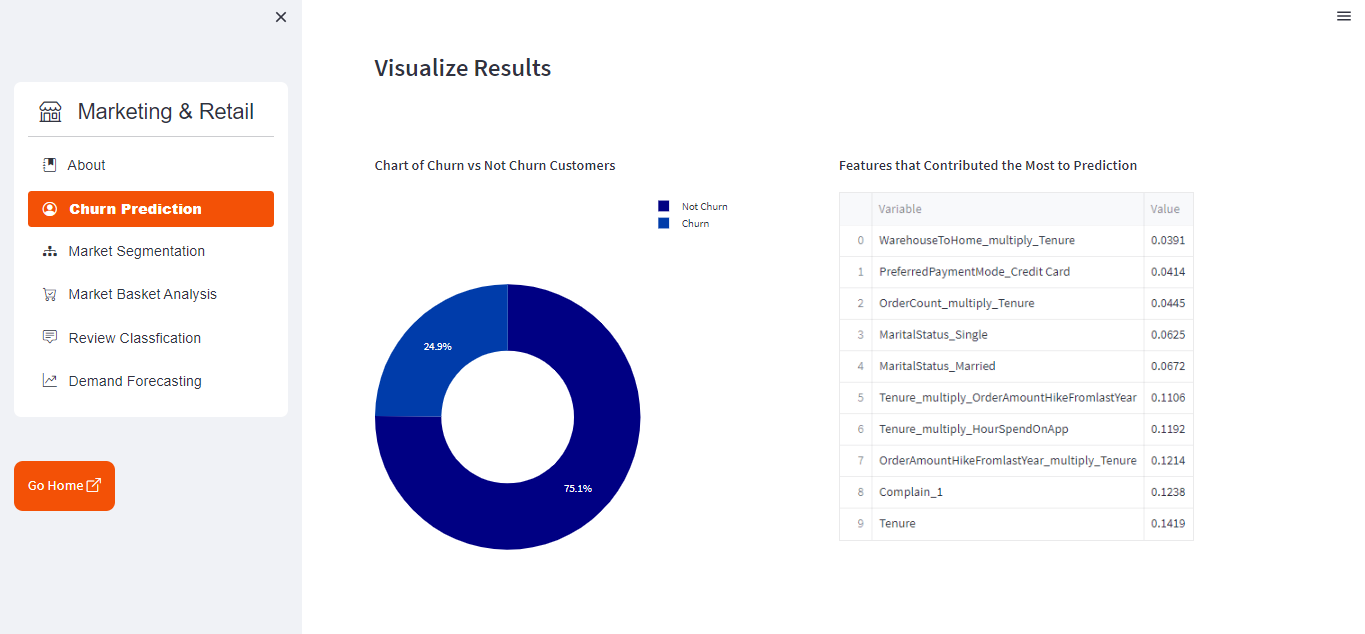 Marketing & Retail
About
Churn Prediction
Market Segmentation
Market Basket Analysis
Review Classfication
Demand Forecasting
Go Home
Visualize Results
Chart of Churn vs Not Churn Customers
Not Churn
Churn
24.9%
75.1%
Features that Contributed the Most to Prediction
Variable Value
0 WarehouseToHome_multiply_Tenure 0.0391
1 PreferredPaymentMode_Credit Card 0.0414
2 OrderCount_multiply_Tenure 0.0445
3 MaritalStatus_Single 0.0625
4 MaritalStatus_Married 0.0672
5 Tenure_multiply_OrderAmountHikeFromlastYear 0.1106
6 Tenure_multiply_HourSpendOnApp 0.1192
7 OrderAmountHikeFromlastYear_multiply_Tenure 0.1214
8 Complain_1 0.1238
9 Tenure 0.1419